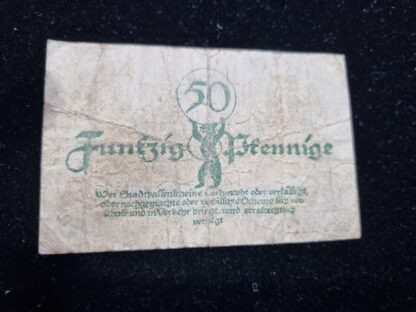 50
Funfzig Pfennige
Wer Stadtkassenscheine nachmacht oder verfälscht,
oder nachgemachte oder verfälschte Scheine sich ver-
schafft und in Verkehr bringt, wird strafrechtlich
verfolgt